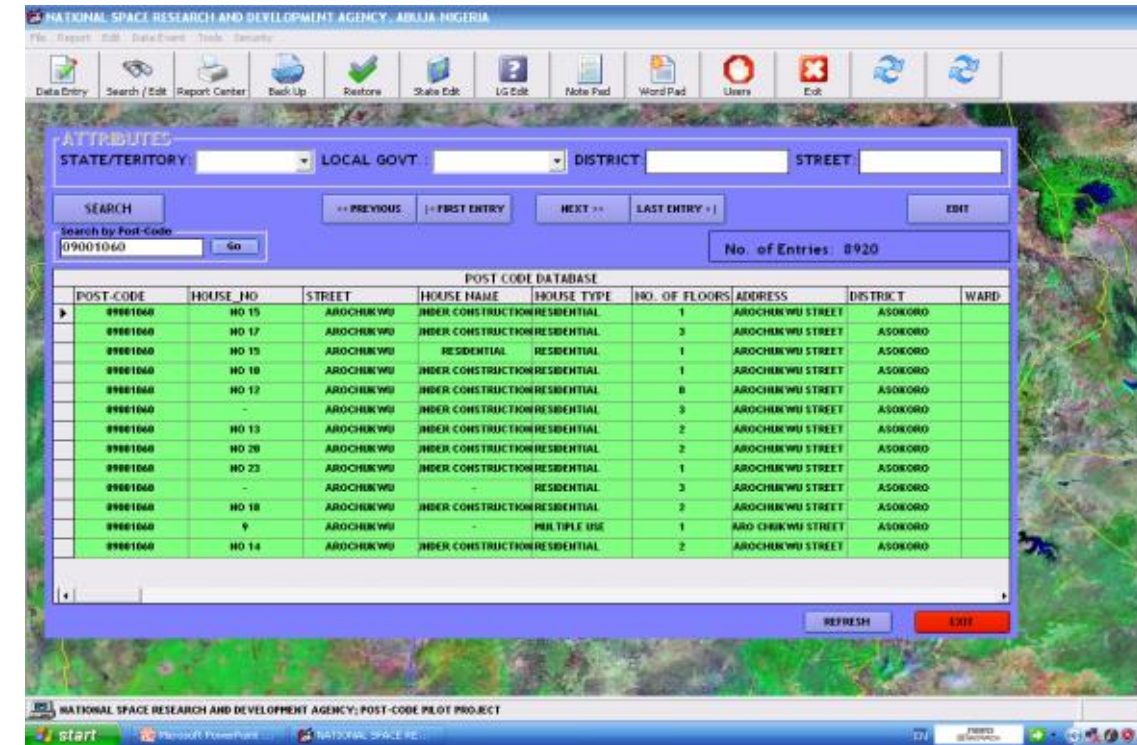 NATIONAL SPACE RESEARCH AND DEVELOPMENT AGENCY, ABUJA NIGERIA
File Report Edit Data Event Tools Security
Data Entry Search / Edit Report Center Back Up Restore State Edit LG Edit Note Pad Word Pad Users Exit
ATTRIBUTES
STATE/TERITORY: LOCAL GOVT. : DISTRICT: STREET:
SEARCH << PREVIOUS |< FIRST ENTRY NEXT >> LAST ENTRY >| EDIT
Search by Post-Code
09001060 Go No. of Entries: 8920
POST CODE DATABASE
POST-CODE HOUSE_NO STREET HOUSE NAME HOUSE TYPE NO. OF FLOORS ADDRESS DISTRICT WARD
09001060 NO 15 AROCHUKWU UNDER CONSTRUCTION RESIDENTIAL 1 AROCHUKWU STREET ASOKORO
09001060 NO 17 AROCHUKWU UNDER CONSTRUCTION RESIDENTIAL 3 AROCHUKWU STREET ASOKORO
09001060 NO 15 AROCHUKWU RESIDENTIAL RESIDENTIAL 1 AROCHUKWU STREET ASOKORO
09001060 NO 10 AROCHUKWU UNDER CONSTRUCTION RESIDENTIAL 1 AROCHUKWU STREET ASOKORO
09001060 NO 12 AROCHUKWU UNDER CONSTRUCTION RESIDENTIAL AROCHUKWU STREET ASOKORO
09001060 - AROCHUKWU UNDER CONSTRUCTION RESIDENTIAL 3 AROCHUKWU STREET ASOKORO
09001060 NO 13 AROCHUKWU UNDER CONSTRUCTION RESIDENTIAL 2 AROCHUKWU STREET ASOKORO
09001060 NO 20 AROCHUKWU UNDER CONSTRUCTION RESIDENTIAL 2 AROCHUKWU STREET ASOKORO
09001060 NO 23 AROCHUKWU UNDER CONSTRUCTION RESIDENTIAL 1 AROCHUKWU STREET ASOKORO
09001060 - AROCHUKWU - RESIDENTIAL 3 AROCHUKWU STREET ASOKORO
09001060 NO 18 AROCHUKWU UNDER CONSTRUCTION RESIDENTIAL 2 AROCHUKWU STREET ASOKORO
09001060 9 AROCHUKWU - MULTIPLE USE 1 ARO CHUKWU STREET ASOKORO
09001060 NO 14 AROCHUKWU UNDER CONSTRUCTION RESIDENTIAL 2 AROCHUKWU STREET ASOKORO
REFRESH EXIT
NATIONAL SPACE RESEARCH AND DEVELOPMENT AGENCY; POST-CODE PILOT PROJECT
start Microsoft PowerPoint ... NATIONAL SPACE RE... EN